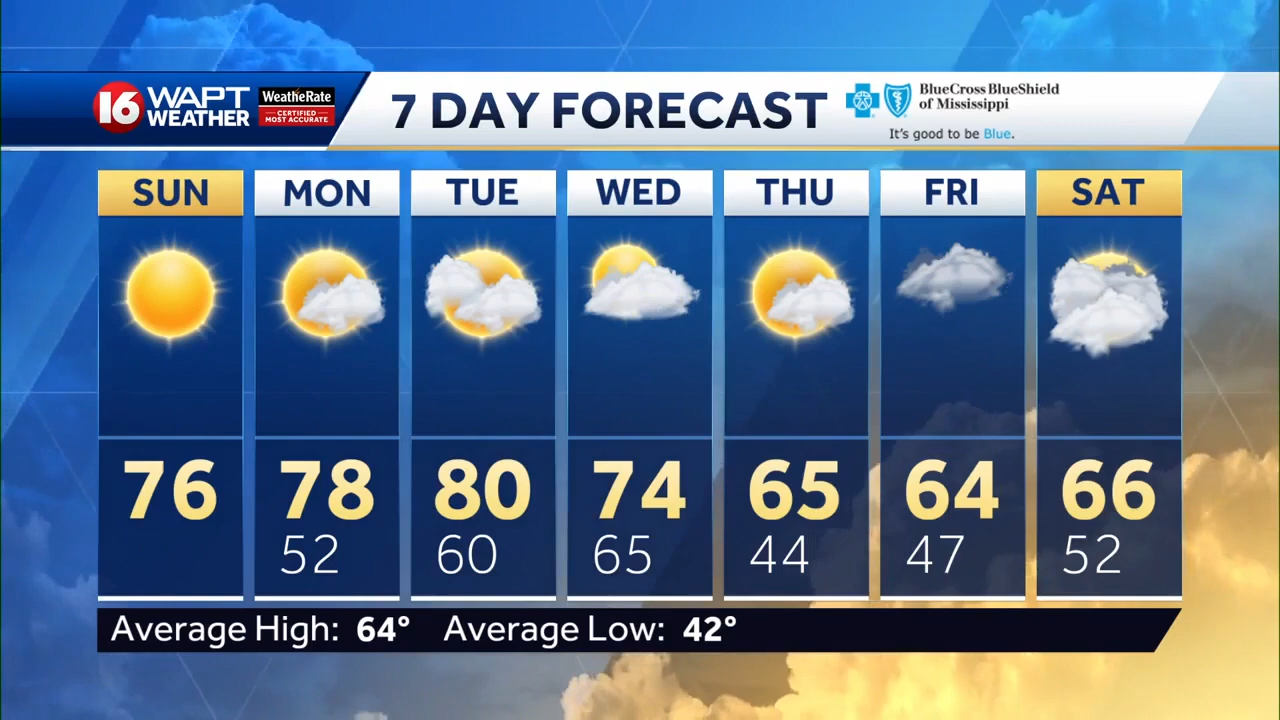 16 WAPT WEATHER
WeatheRate
CERTIFIED
MOST ACCURATE
7 DAY FORECAST
BlueCross BlueShield
of Mississippi
It's good to be Blue.
SUN MON TUE WED THU FRI SAT
76 78 80 74 65 64 66
52 60 65 44 47 52
Average High: 64° Average Low: 42°